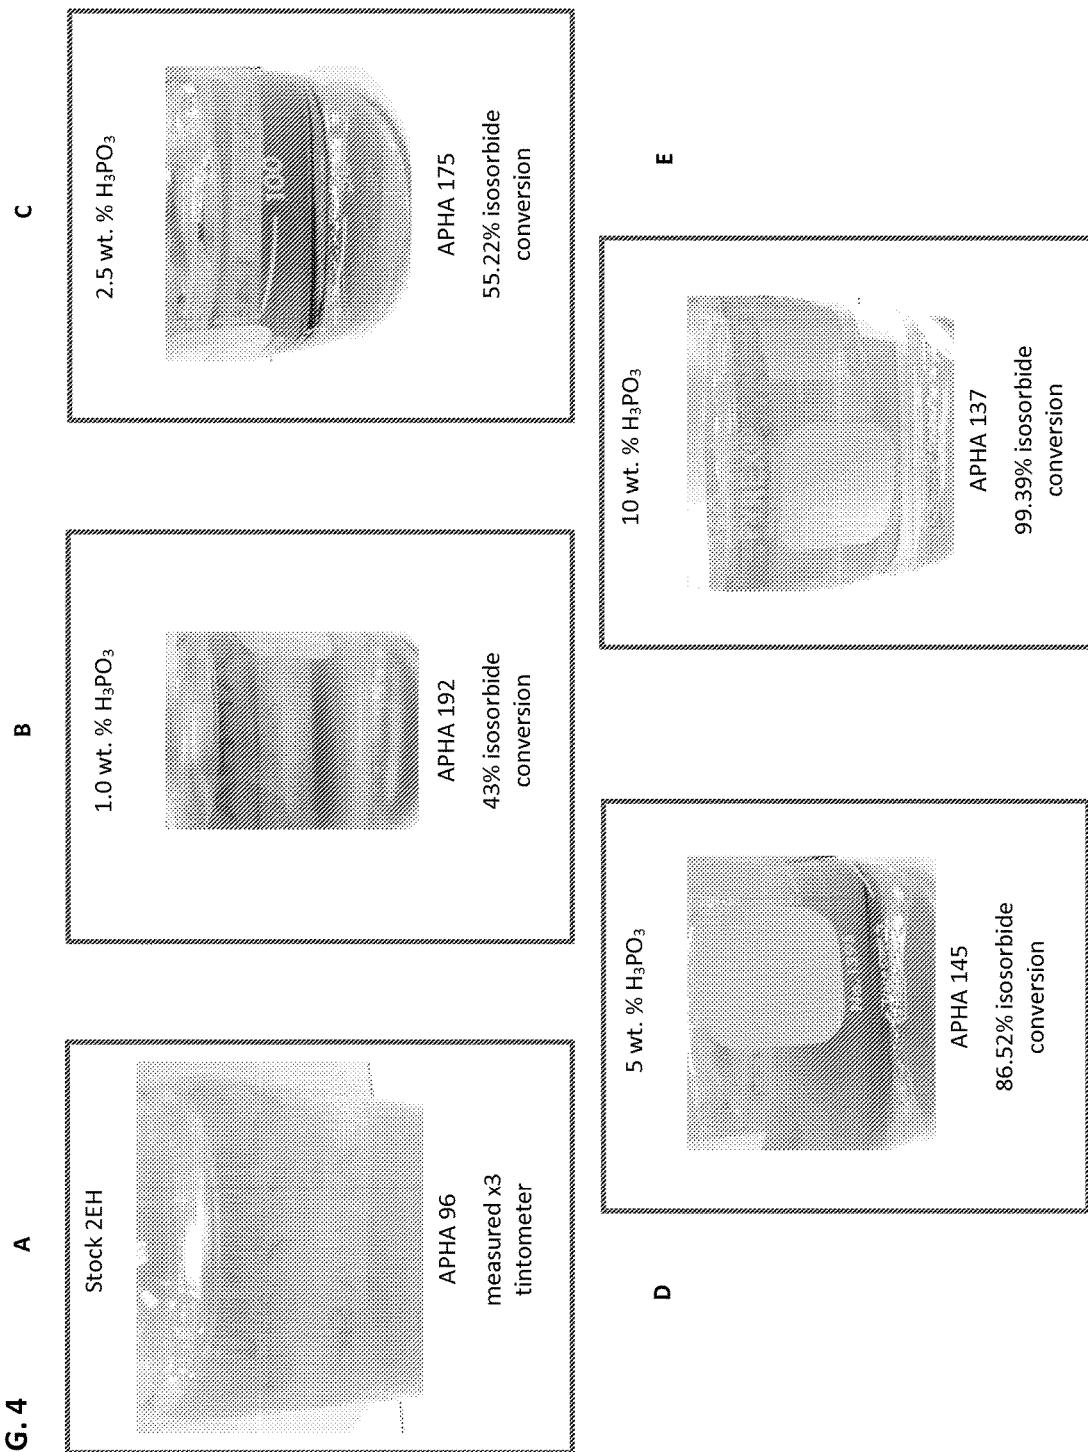 G. 4
A
Stock 2EH
APHA 96
measured x3
tintometer
B
1.0 wt. % H₃PO₃
APHA 192
43% isosorbide
conversion
C
2.5 wt. % H₃PO₃
APHA 175
55.22% isosorbide
conversion
D
5 wt. % H₃PO₃
APHA 145
86.52% isosorbide
conversion
E
10 wt. % H₃PO₃
APHA 137
99.39% isosorbide
conversion